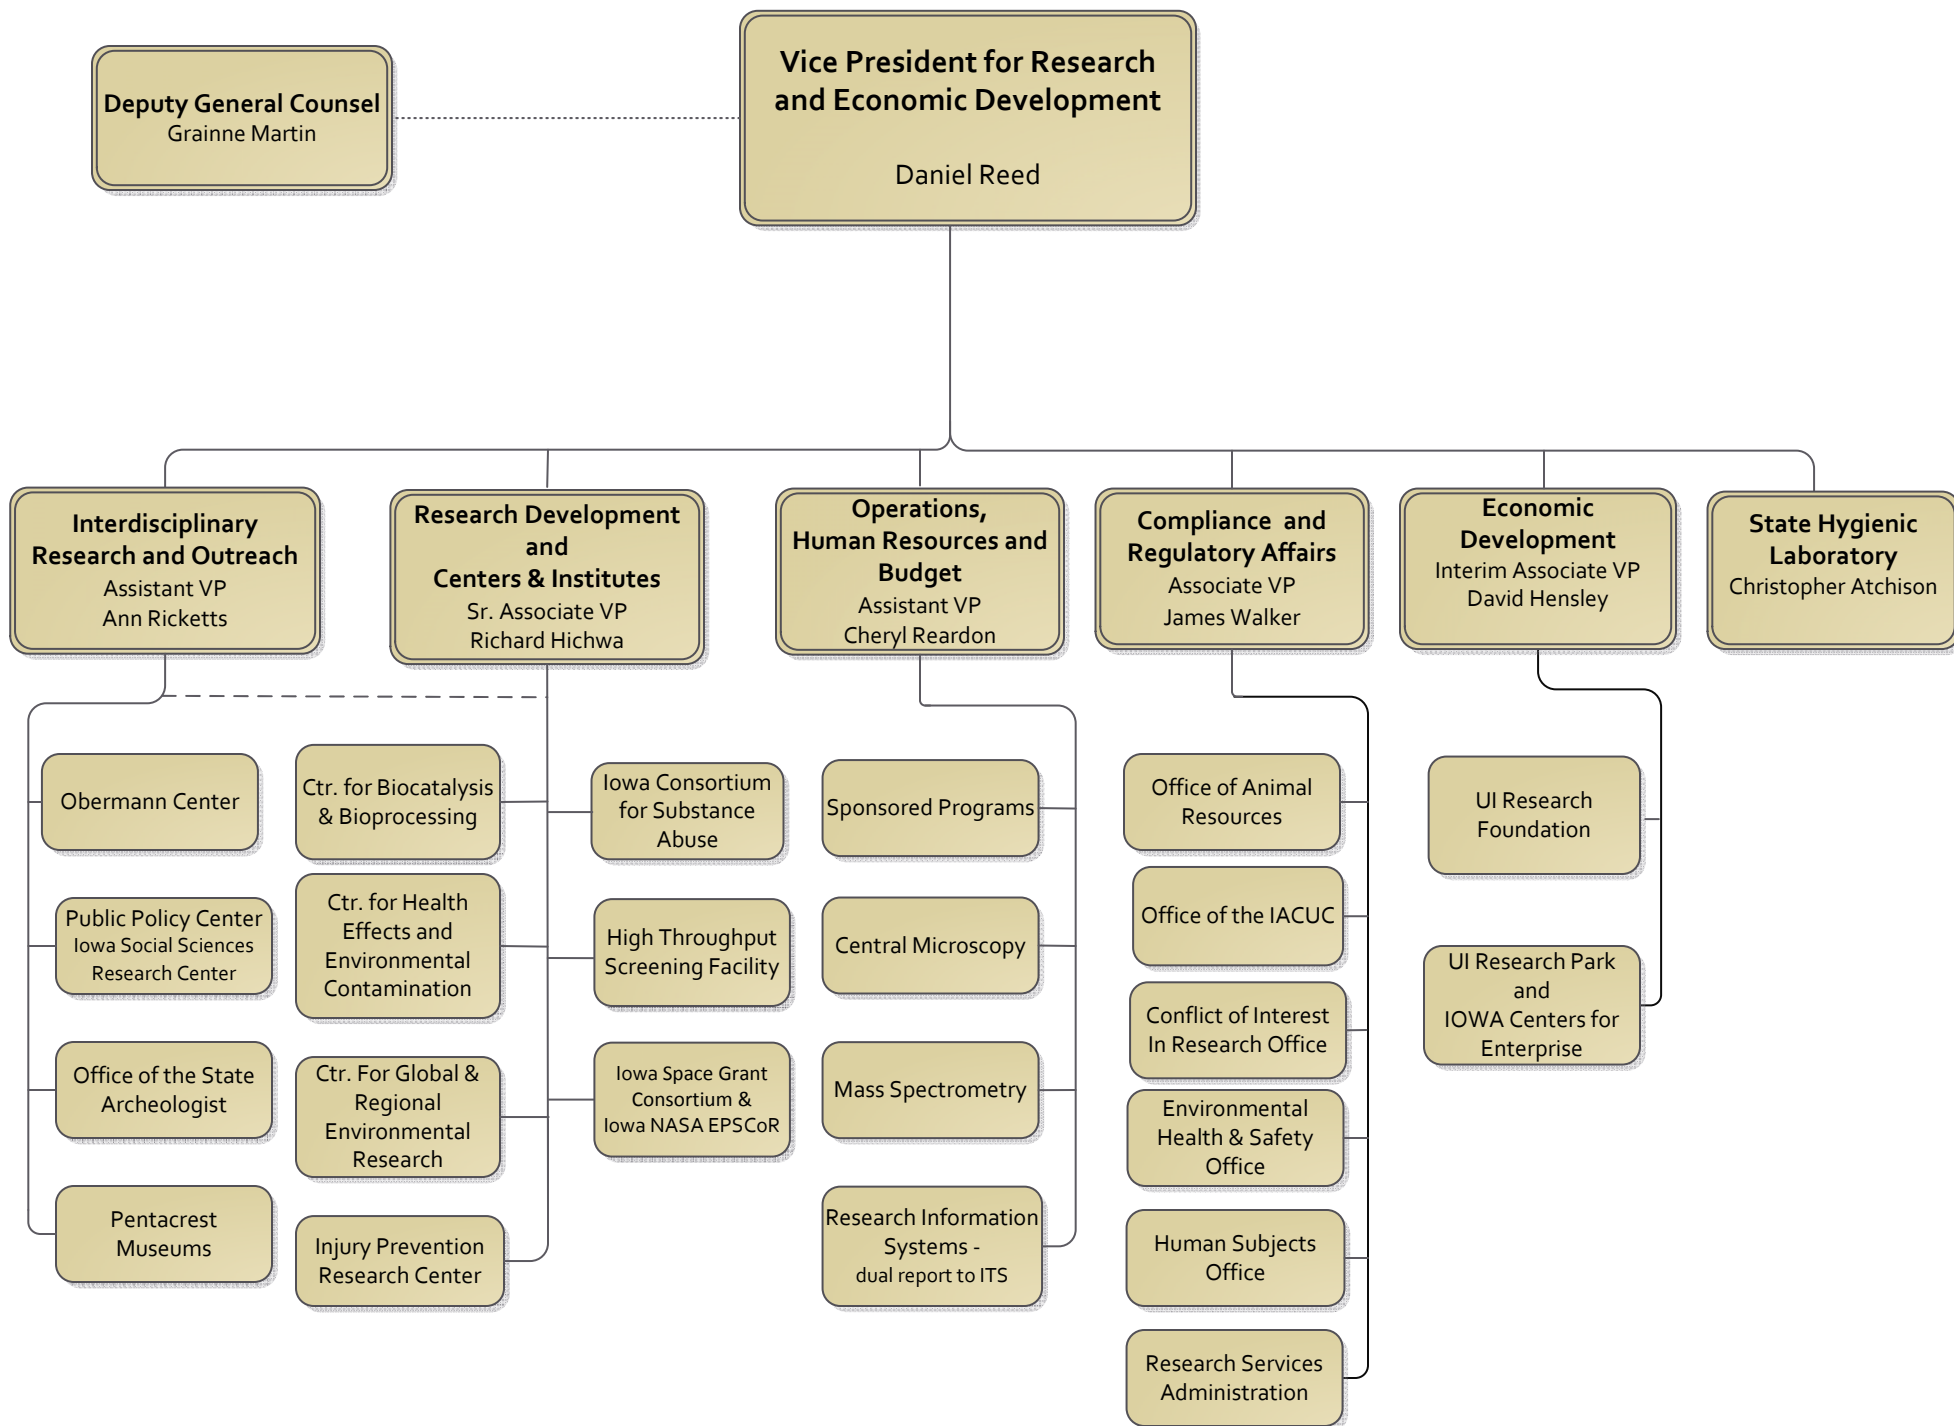 Vice President for Research
and Economic Development
Daniel Reed
Deputy General Counsel
Grainne Martin
Interdisciplinary
Research and Outreach
Assistant VP
Ann Ricketts
Research Development
and
Centers & Institutes
Sr. Associate VP
Richard Hichwa
Operations,
Human Resources and
Budget
Assistant VP
Cheryl Reardon
Compliance and
Regulatory Affairs
Associate VP
James Walker
Economic
Development
Interim Associate VP
David Hensley
State Hygienic
Laboratory
Christopher Atchison
Obermann Center
Public Policy Center
Iowa Social Sciences
Research Center
Office of the State
Archeologist
Pentacrest
Museums
Ctr. for Biocatalysis
& Bioprocessing
Ctr. for Health
Effects and
Environmental
Contamination
Ctr. For Global &
Regional
Environmental
Research
Injury Prevention
Research Center
Iowa Consortium
for Substance
Abuse
High Throughput
Screening Facility
Iowa Space Grant
Consortium &
Iowa NASA EPSCoR
Sponsored Programs
Central Microscopy
Mass Spectrometry
Research Information
Systems -
dual report to ITS
Office of Animal
Resources
Office of the IACUC
Conflict of Interest
In Research Office
Environmental
Health & Safety
Office
Human Subjects
Office
Research Services
Administration
UI Research
Foundation
UI Research Park
and
IOWA Centers for
Enterprise